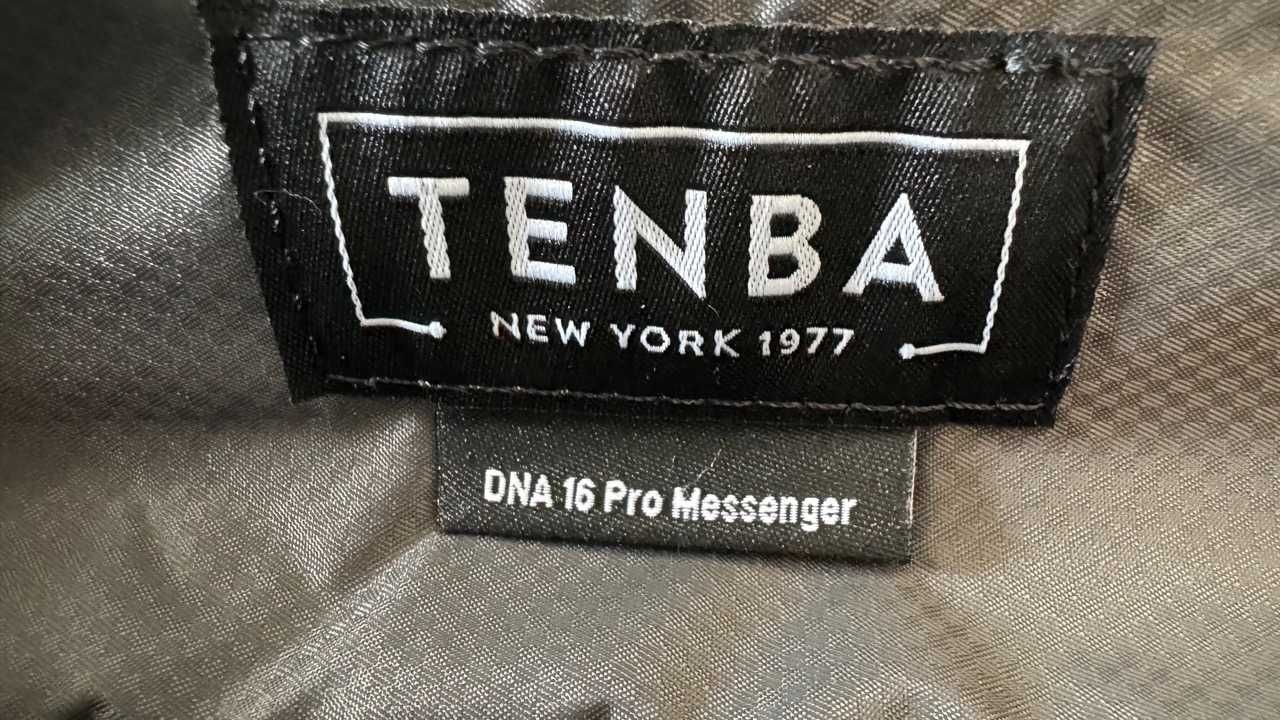 TENBA
NEW YORK 1977
DNA 16 Pro Messenger